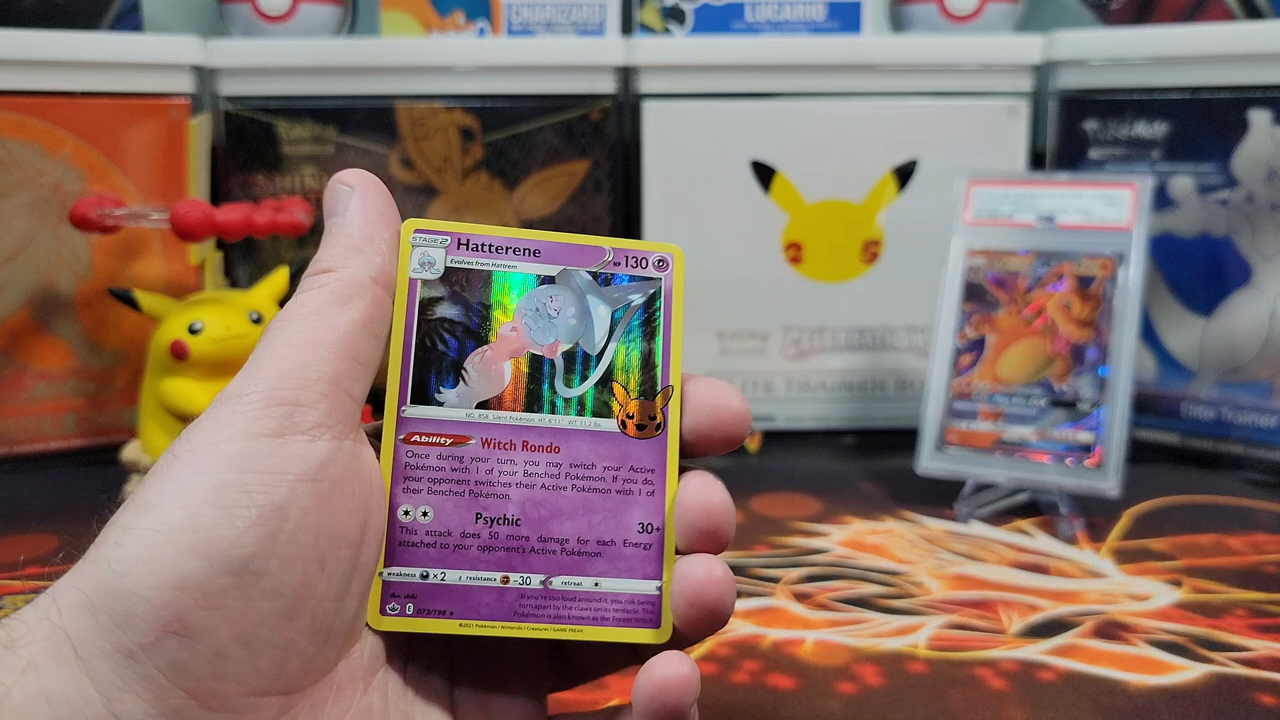 CHARIZARD
LUCARIO
STAGE 2
Hatterene
HP 130
Evolves from Hattrem
NO. 858 Silent Pokémon HT: 6'11" WT: 11.2 lbs.
Ability
Witch Rondo
Once during your turn, you may switch your Active
Pokémon with 1 of your Benched Pokémon. If you do,
your opponent switches their Active Pokémon with 1 of
their Benched Pokémon.
Psychic
30+
This attack does 50 more damage for each Energy
attached to your opponent's Active Pokémon.
weakness ×2 resistance -30 retreat
Illus. chibi
If you're too loud around it, you risk being
torn apart by the claws on its tentacle. This
Pokémon is also known as the Forest Witch.
E 073/198 ★
©2021 Pokémon / Nintendo / Creatures / GAME FREAK